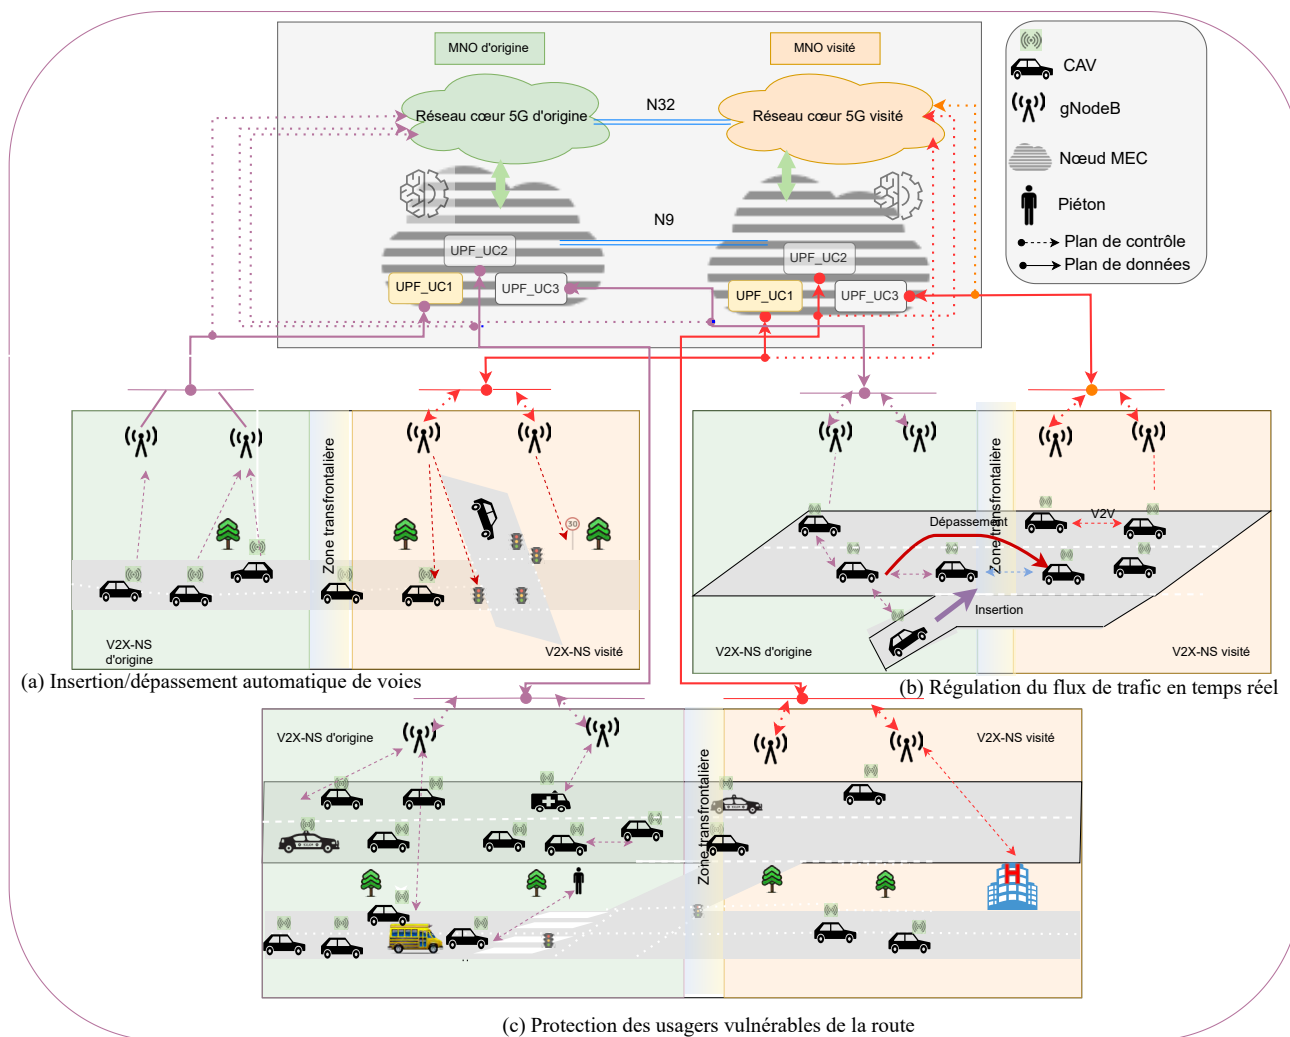 MNO d'origine
MNO visité
CAV
gNodeB
Nœud MEC
Piéton
Plan de contrôle
Plan de données
Réseau cœur 5G d'origine
N32
Réseau cœur 5G visité
N9
UPF_UC2
UPF_UC1
UPF_UC3
UPF_UC2
UPF_UC1
UPF_UC3
Zone transfrontalière
30
V2X-NS
d'origine
V2X-NS visité
(a) Insertion/dépassement automatique de voies
Zone transfrontalière
Dépassement
V2V
Insertion
V2X-NS d'origine
V2X-NS visité
(b) Régulation du flux de trafic en temps réel
V2X-NS d'origine
Zone transfrontalière
V2X-NS visité
H
(c) Protection des usagers vulnérables de la route